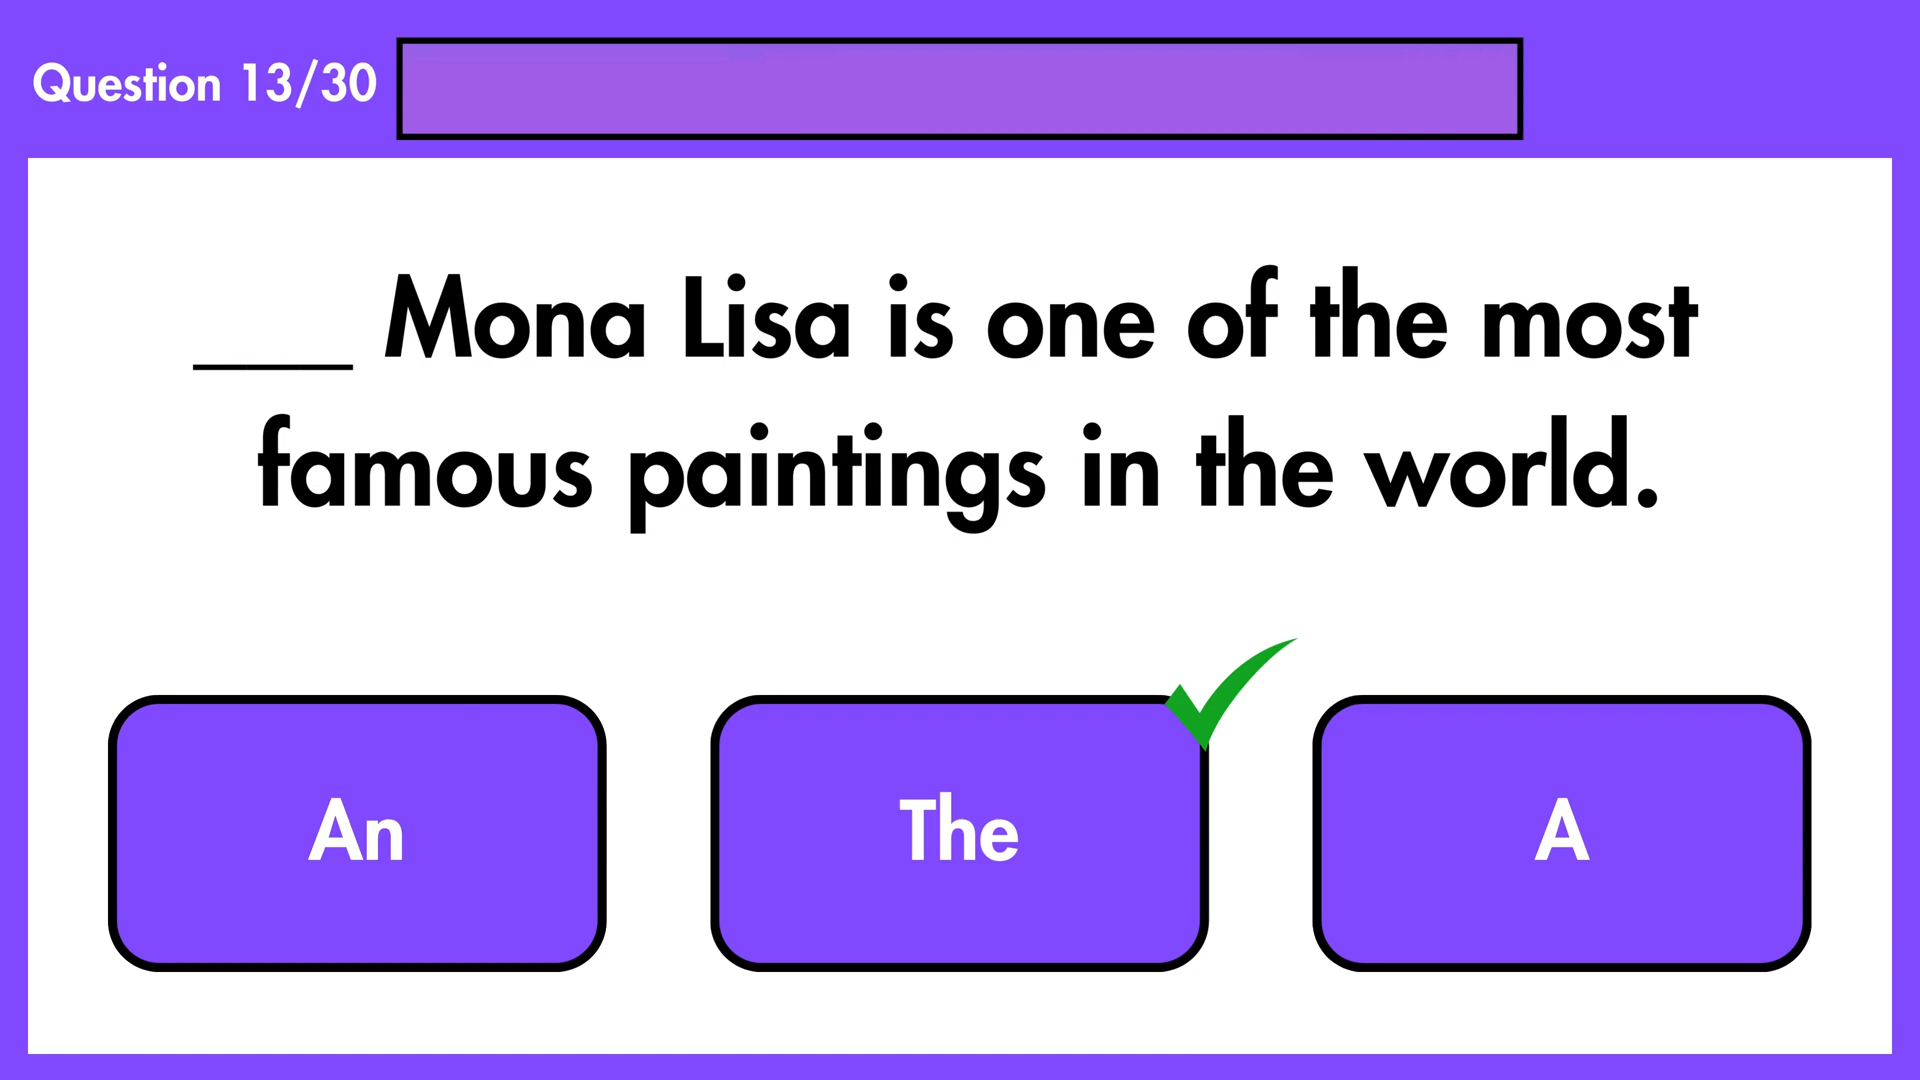 Question 13/30
___ Mona Lisa is one of the most
famous paintings in the world.
An
The
A